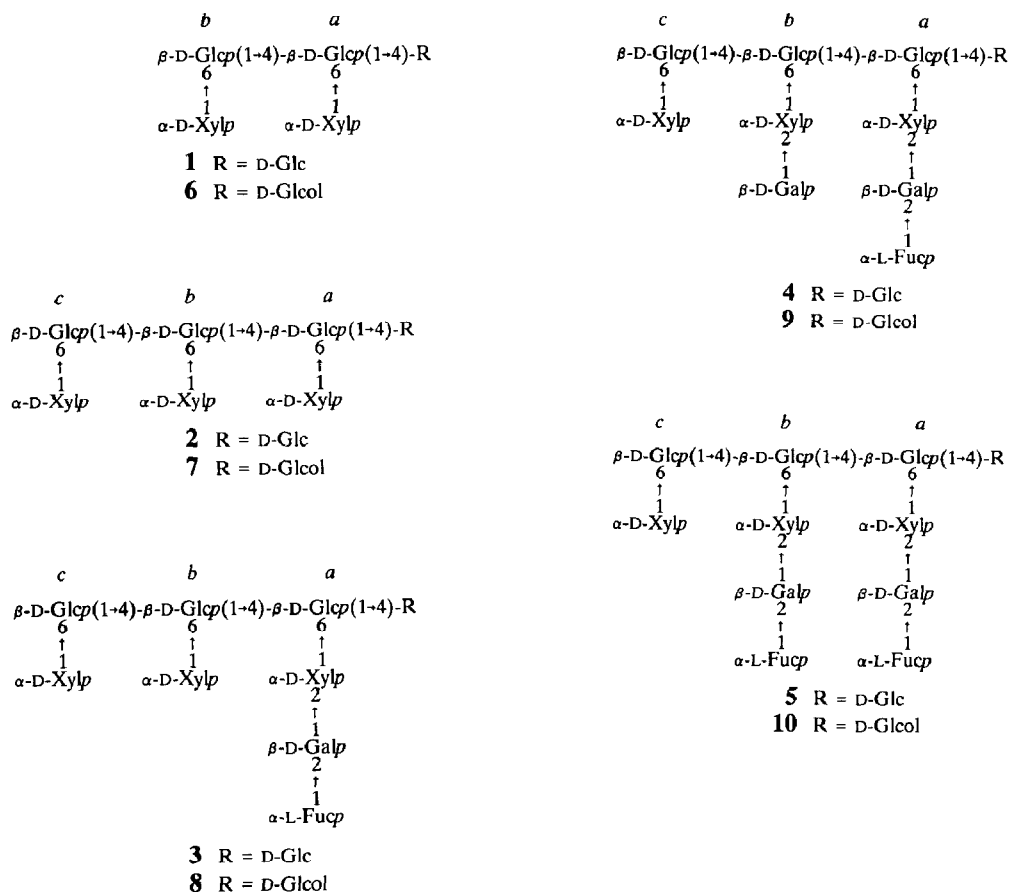 b a
β-D-Glcp(1→4)-β-D-Glcp(1→4)-R
6 6
↑ ↑
1 1
α-D-Xylp α-D-Xylp
1 R = D-Glc
6 R = D-Glcol
c b a
β-D-Glcp(1→4)-β-D-Glcp(1→4)-β-D-Glcp(1→4)-R
6 6 6
↑ ↑ ↑
1 1 1
α-D-Xylp α-D-Xylp α-D-Xylp
2 R = D-Glc
7 R = D-Glcol
c b a
β-D-Glcp(1→4)-β-D-Glcp(1→4)-β-D-Glcp(1→4)-R
6 6 6
↑ ↑ ↑
1 1 1
α-D-Xylp α-D-Xylp α-D-Xylp
2
↑
1
β-D-Galp
2
↑
1
α-L-Fucp
3 R = D-Glc
8 R = D-Glcol
c b a
β-D-Glcp(1→4)-β-D-Glcp(1→4)-β-D-Glcp(1→4)-R
6 6 6
↑ ↑ ↑
1 1 1
α-D-Xylp α-D-Xylp α-D-Xylp
2 2
↑ ↑
1 1
β-D-Galp β-D-Galp
2
↑
1
α-L-Fucp
4 R = D-Glc
9 R = D-Glcol
c b a
β-D-Glcp(1→4)-β-D-Glcp(1→4)-β-D-Glcp(1→4)-R
6 6 6
↑ ↑ ↑
1 1 1
α-D-Xylp α-D-Xylp α-D-Xylp
2 2
↑ ↑
1 1
β-D-Galp β-D-Galp
2 2
↑ ↑
1 1
α-L-Fucp α-L-Fucp
5 R = D-Glc
10 R = D-Glcol